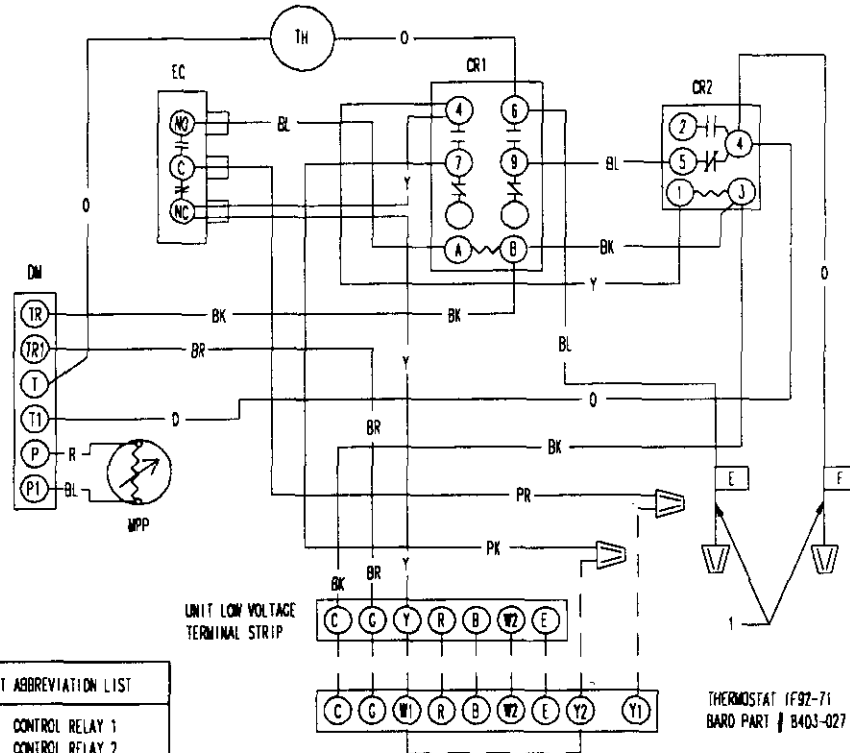 TH
O
EC
CR1
CR2
NO
BL
4
6
2
4
C
7
9
BL
5
Y
1
3
NC
O
A
B
BK
O
DM
Y
TR
BK
BK
TR1
BR
BL
T
Y
O
T1
O
BR
BK
P
R
E
F
P1
BL
PR
MPP
PK
BK
BR
Y
1
UNIT LOW VOLTAGE
TERMINAL STRIP
C G Y R B W2 E
T ABBREVIATION LIST
CONTROL RELAY 1
CONTROL RELAY 2
C G W1 R B W2 E Y2 Y1
THERMOSTAT 1F92-71
BARD PART # 8403-027